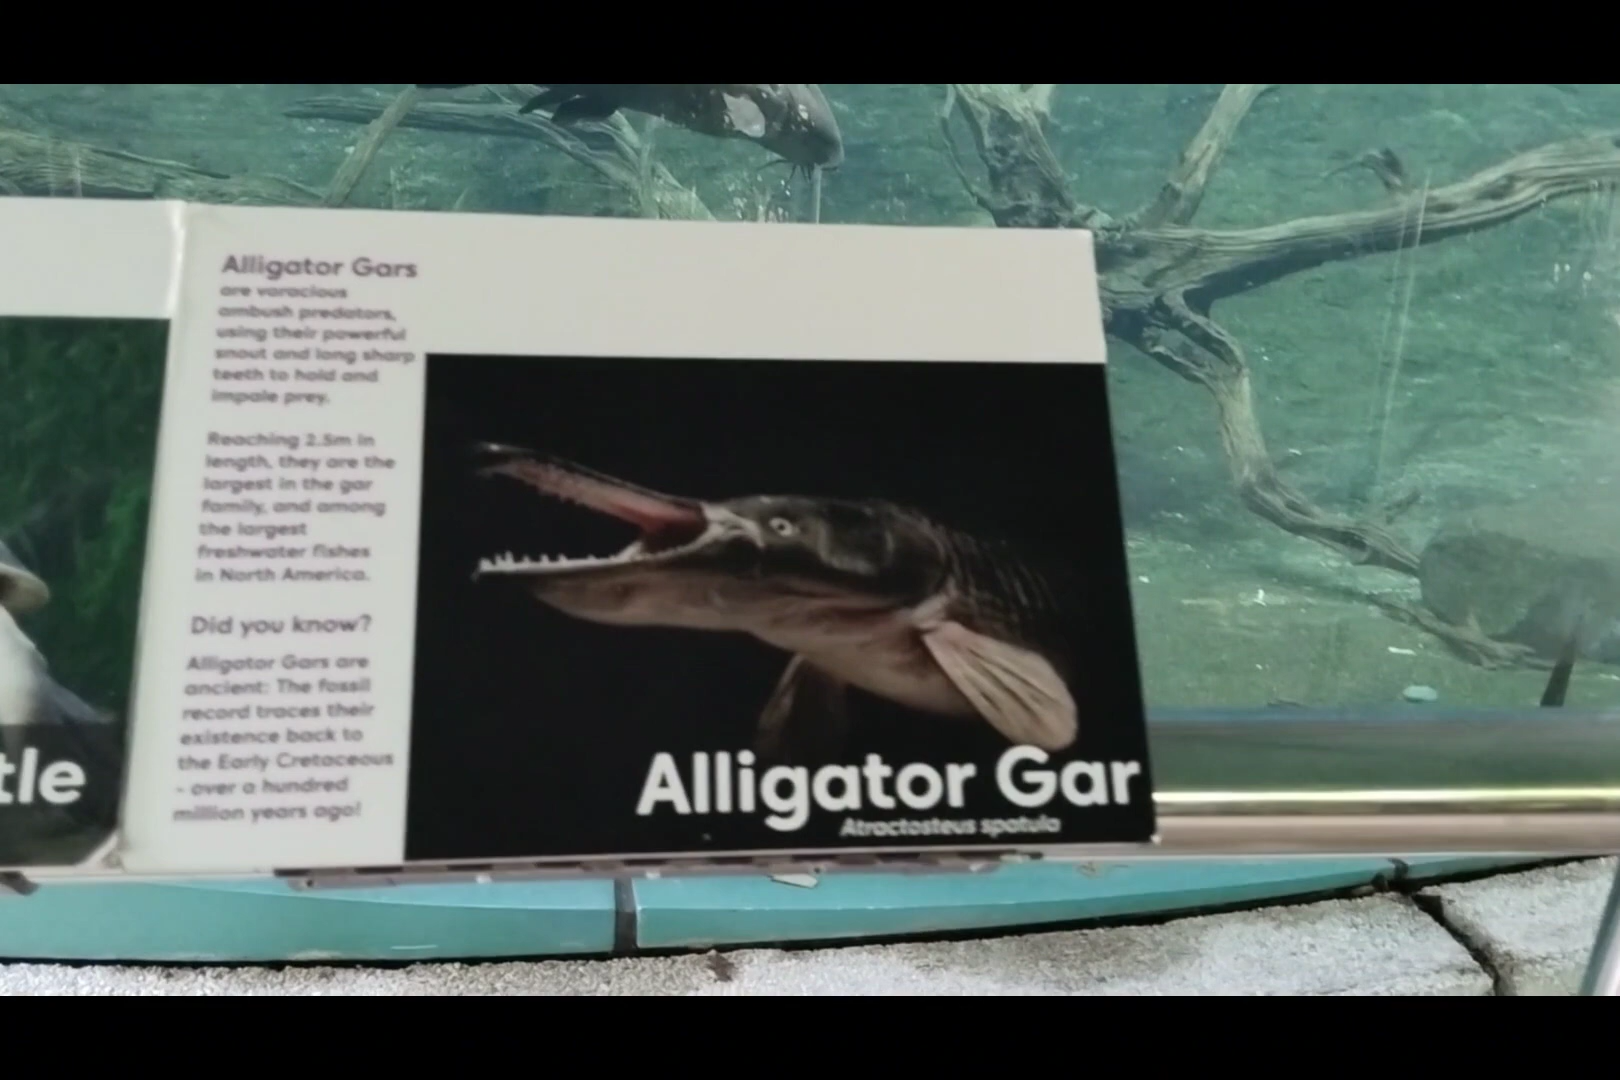 tle
Alligator Gars
are voracious
ambush predators,
using their powerful
snout and long sharp
teeth to hold and
impale prey.
Reaching 2.5m in
length, they are the
largest in the gar
family, and among
the largest
freshwater fishes
in North America.
Did you know?
Alligator Gars are
ancient: The fossil
record traces their
existence back to
the Early Cretaceous
- over a hundred
million years ago!
Alligator Gar
Atractosteus spatula